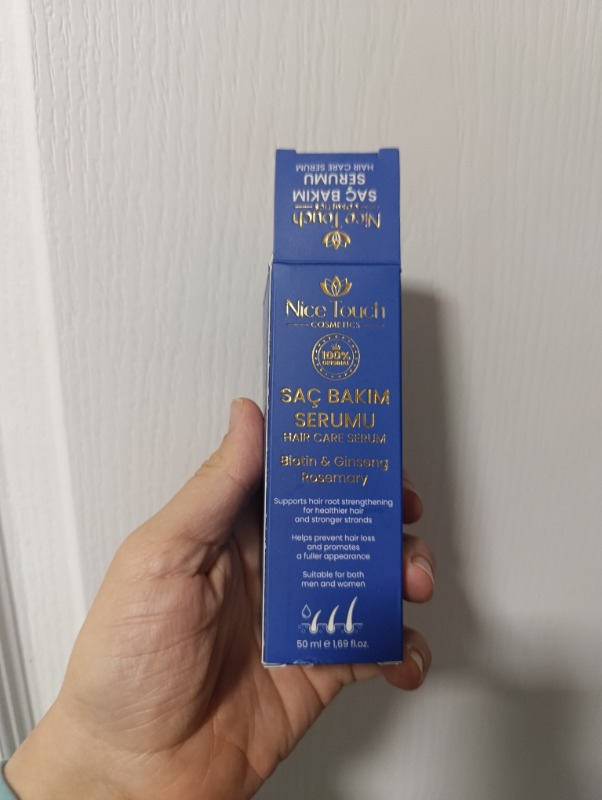 Nice Touch
COSMETICS
SAÇ BAKIM
SERUMU
HAIR CARE SERUM
Nice Touch
COSMETICS
100%
ORIGINAL
SAÇ BAKIM
SERUMU
HAIR CARE SERUM
Biotin & Ginseng
Rosemary
Supports hair root strengthening
for healthier hair
and stronger strands
Helps prevent hair loss
and promotes
a fuller appearance
Suitable for both
men and women
50 ml ℮ 1,69 fl.oz.